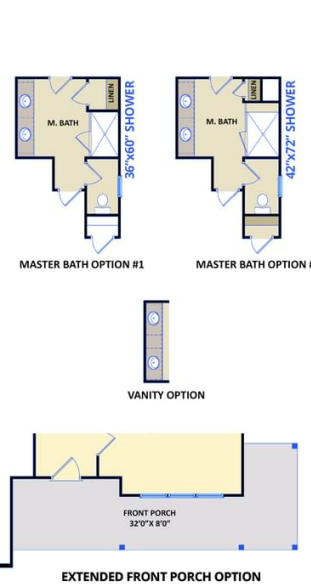 LINEN
M. BATH
36"x60" SHOWER
MASTER BATH OPTION #1
LINEN
M. BATH
42"x72" SHOWER
MASTER BATH OPTION #
VANITY OPTION
FRONT PORCH
32'0"X 8'0"
EXTENDED FRONT PORCH OPTION